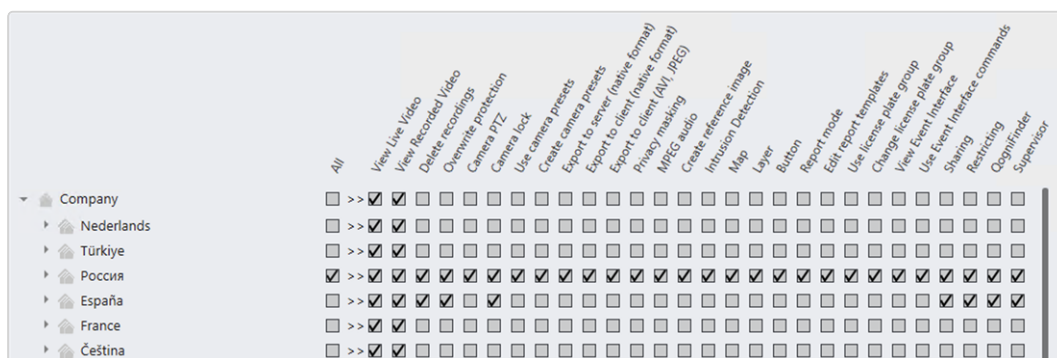 All
View Live Video
View Recorded Video
Delete recordings
Overwrite protection
Camera PTZ
Camera lock
Use camera presets
Create camera presets
Export to server (native format)
Export to client (native format)
Export to client (AVI, JPEG)
Privacy masking
MPEG audio
Create reference image
Intrusion Detection
Map
Layer
Button
Report mode
Edit report templates
Use license plate group
Change license plate group
View Event Interface
Use Event Interface commands
Sharing
Restricting
QogniFinder
Supervisor
Company >>
Nederlands >>
Türkiye >>
Россия >>
España >>
France >>
Čeština >>